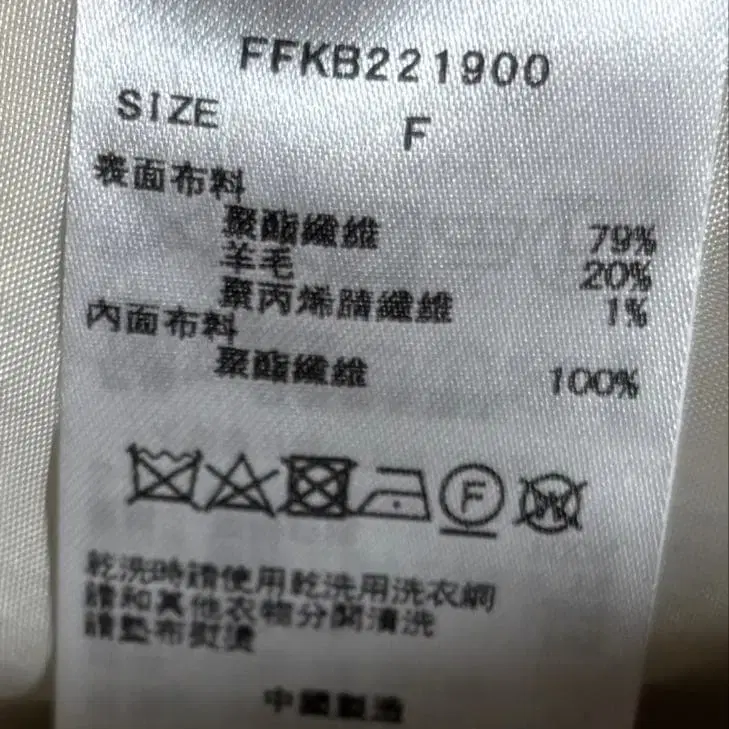 FFKB221900
SIZE F
表面布料
聚酯纖維 79%
羊毛 20%
聚丙烯腈纖維 1%
內面布料
聚酯纖維 100%
F
W
乾洗時請使用乾洗用洗衣網
請和其他衣物分開清洗
請墊布熨燙
中國製造